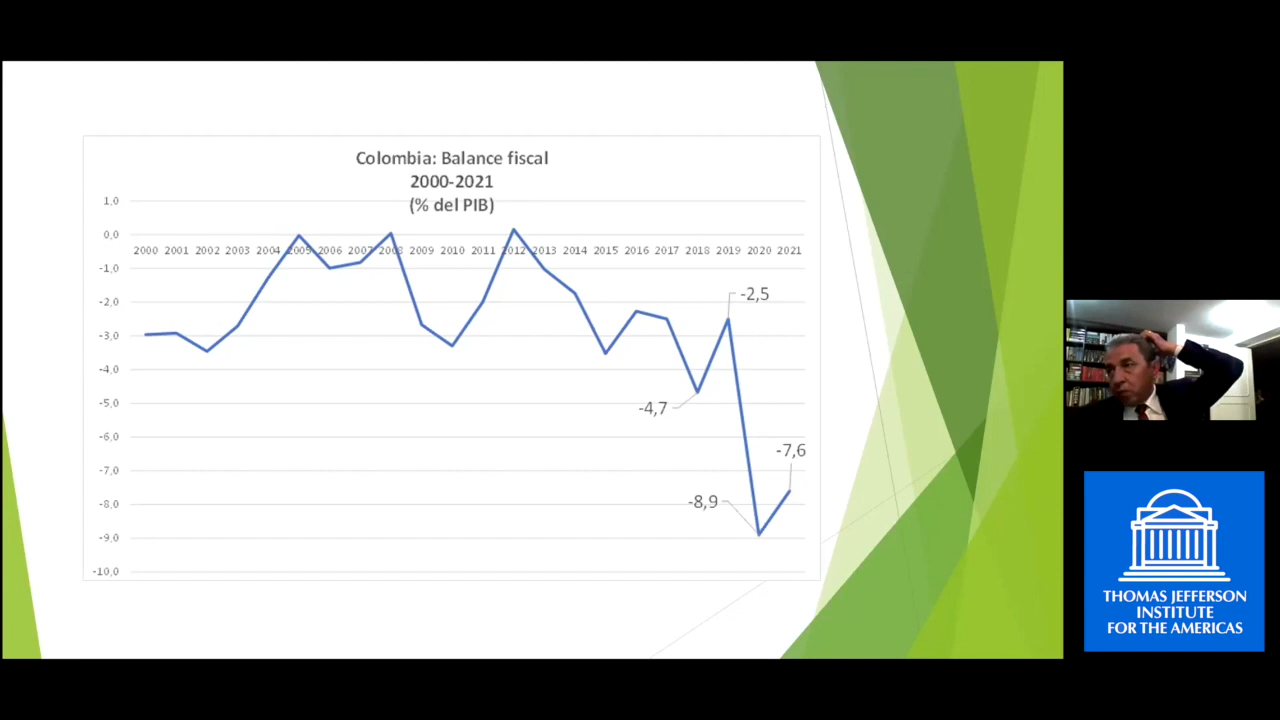 Colombia: Balance fiscal
2000-2021
(% del PIB)
1,0
0,0
2000 2001 2002 2003 2004 2005 2006 2007 2008 2009 2010 2011 2012 2013 2014 2015 2016 2017 2018 2019 2020 2021
-1,0
-2,0
-3,0
-4,0
-5,0
-6,0
-7,0
-8,0
-9,0
-10,0
-2,5
-4,7
-7,6
-8,9
THOMAS JEFFERSON
INSTITUTE
FOR THE AMERICAS